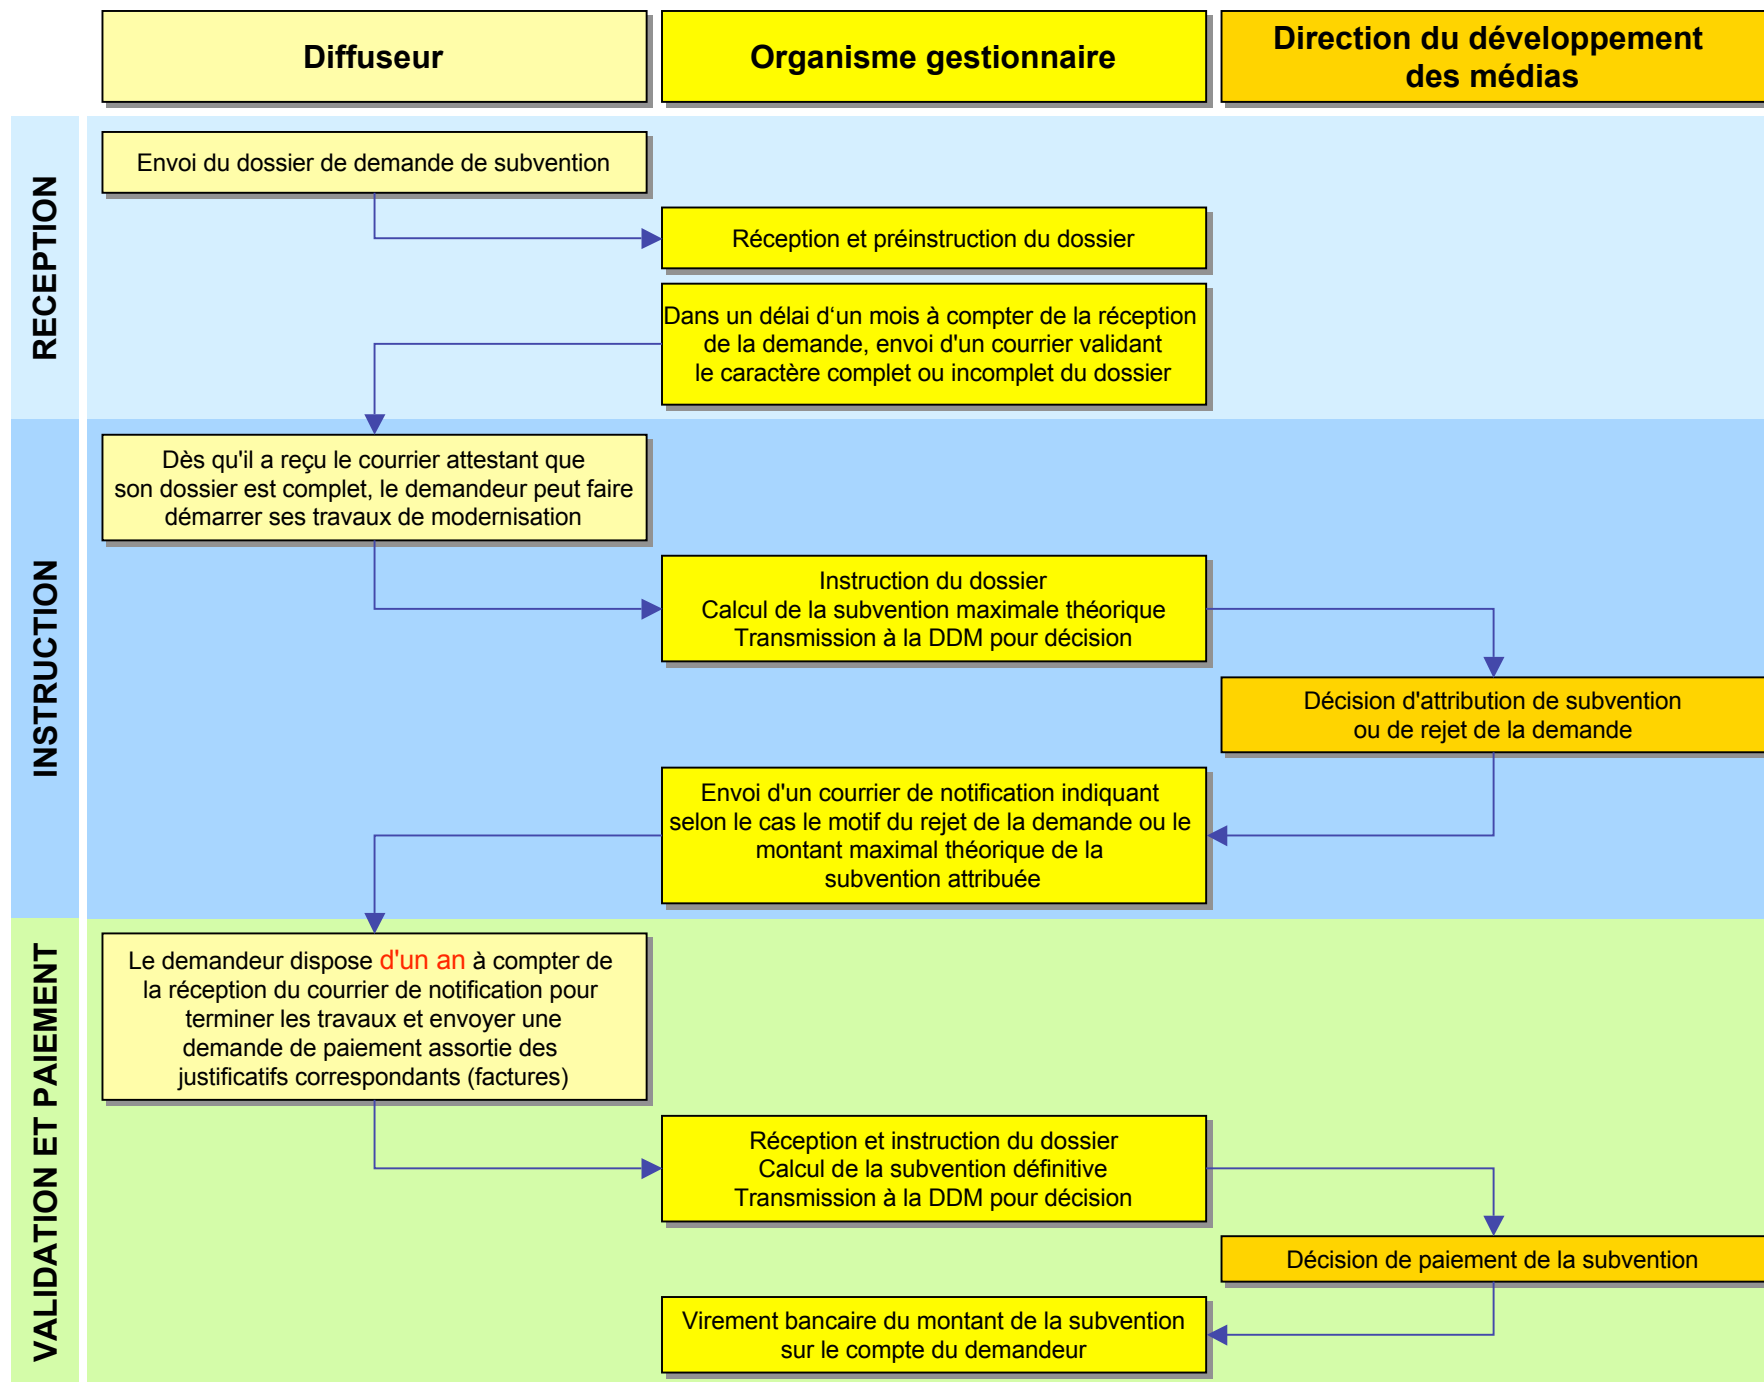 Diffuseur
Organisme gestionnaire
Direction du développement
des médias
RECEPTION
Envoi du dossier de demande de subvention
Réception et préinstruction du dossier
Dans un délai d‘un mois à compter de la réception
de la demande, envoi d'un courrier validant
le caractère complet ou incomplet du dossier
INSTRUCTION
Dès qu'il a reçu le courrier attestant que
son dossier est complet, le demandeur peut faire
démarrer ses travaux de modernisation
Instruction du dossier
Calcul de la subvention maximale théorique
Transmission à la DDM pour décision
Décision d'attribution de subvention
ou de rejet de la demande
Envoi d'un courrier de notification indiquant
selon le cas le motif du rejet de la demande ou le
montant maximal théorique de la
subvention attribuée
VALIDATION ET PAIEMENT
Le demandeur dispose d'un an à compter de
la réception du courrier de notification pour
terminer les travaux et envoyer une
demande de paiement assortie des
justificatifs correspondants (factures)
Réception et instruction du dossier
Calcul de la subvention définitive
Transmission à la DDM pour décision
Décision de paiement de la subvention
Virement bancaire du montant de la subvention
sur le compte du demandeur